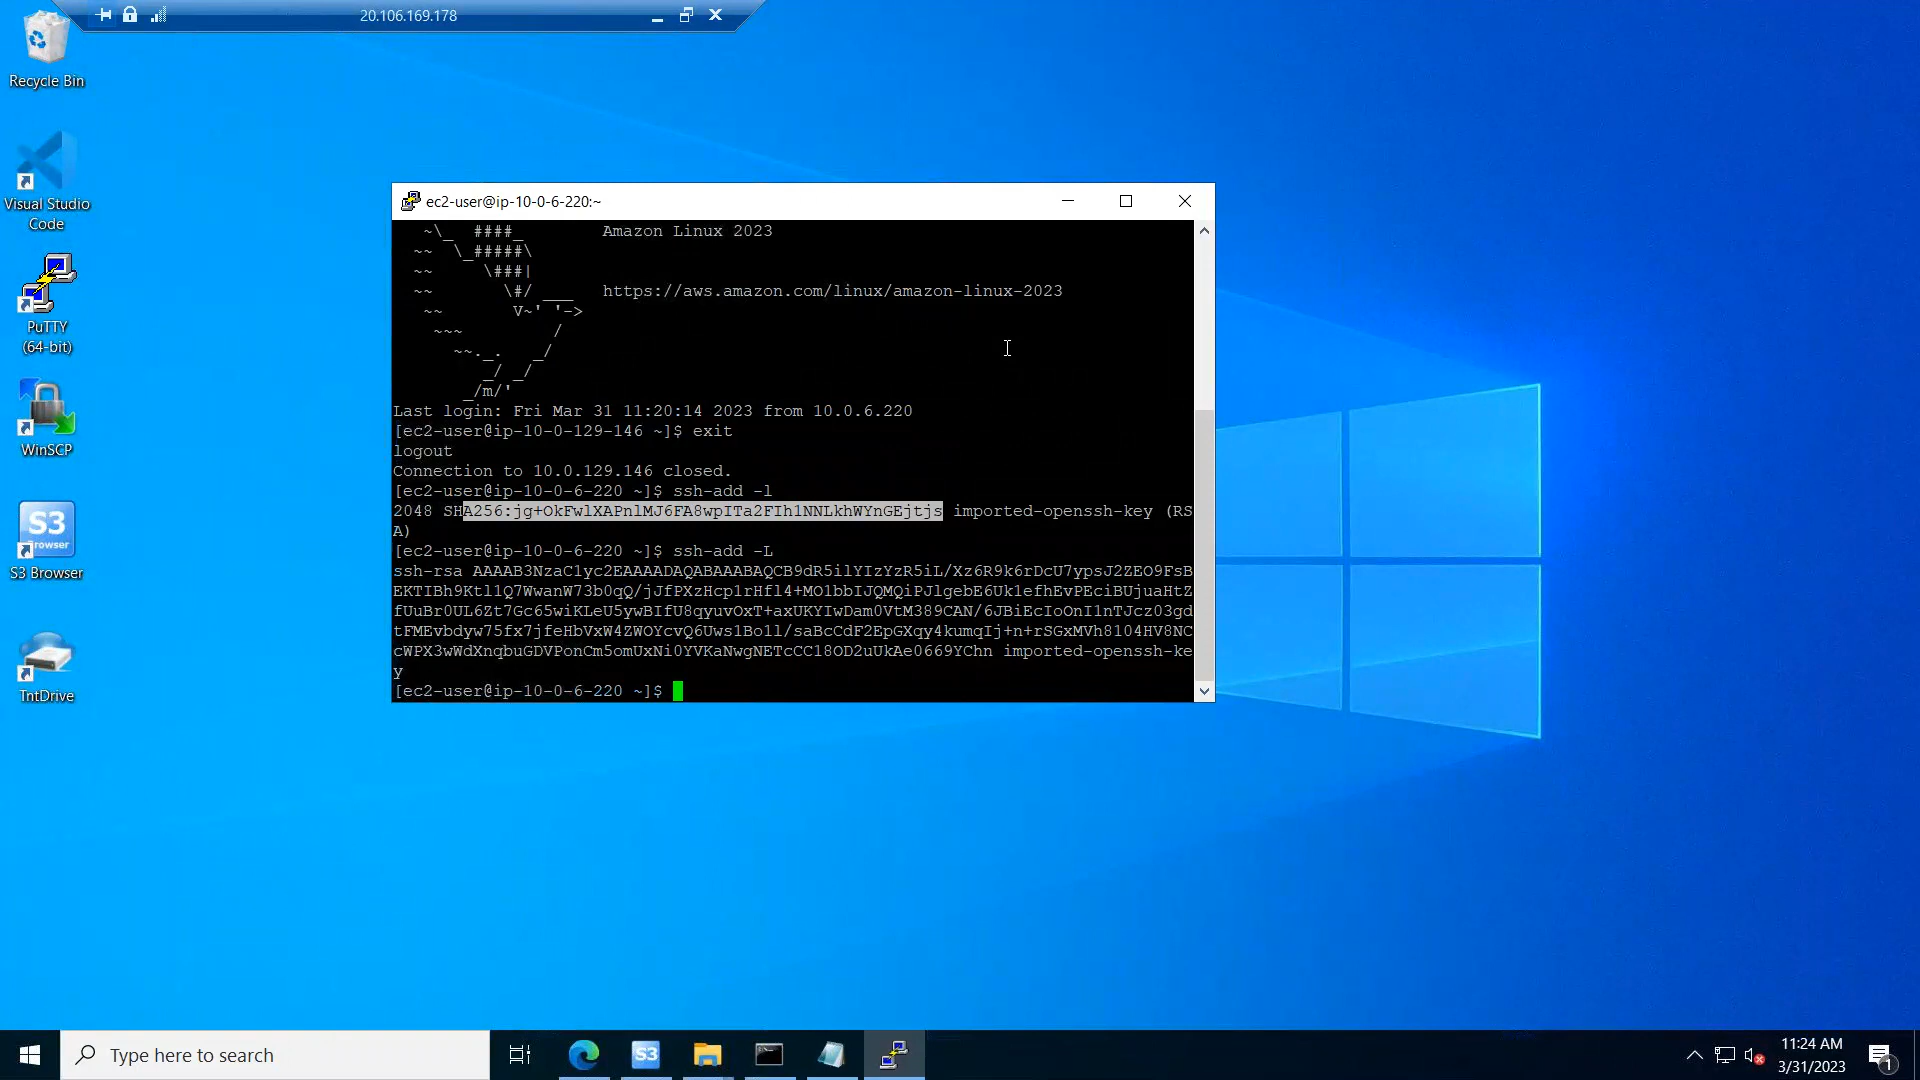 20.106.169.178
Recycle Bin
Visual Studio
Code
PuTTY
(64-bit)
WinSCP
S3
Browser
S3 Browser
TntDrive
ec2-user@ip-10-0-6-220:~
~\_  ####_        Amazon Linux 2023
~~  \_#####\
~~     \###|
~~       \#/ ___   https://aws.amazon.com/linux/amazon-linux-2023
~~       V~' '->
~~~         /
~~._.   _/
_/ _/
_/m/'
Last login: Fri Mar 31 11:20:14 2023 from 10.0.6.220
[ec2-user@ip-10-0-129-146 ~]$ exit
logout
Connection to 10.0.129.146 closed.
[ec2-user@ip-10-0-6-220 ~]$ ssh-add -l
2048 SHA256:jg+OkFwlXAPnlMJ6FA8wpITa2FIh1NNLkhWYnGEjtjs imported-openssh-key (RS
A)
[ec2-user@ip-10-0-6-220 ~]$ ssh-add -L
ssh-rsa AAAAB3NzaC1yc2EAAAADAQABAAABAQCB9dR5ilYIzYzR5iL/Xz6R9k6rDcU7ypsJ2ZEO9FsB
EKTIBh9Ktl1Q7WwanW73b0qQ/jJfPXzHcp1rHfl4+MO1bbIJQMQiPJlgebE6Uk1efhEvPEciBUjuaHtZ
fUuBr0UL6Zt7Gc65wiKLeU5ywBIfU8qyuvOxT+axUKYIwDam0VtM389CAN/6JBiEcIoOnI1nTJcz03gd
tFMEvbdyw75fx7jfeHbVxW4ZWOYcvQ6Uws1Bo1l/saBcCdF2EpGXqy4kumqIj+n+rSGxMVh8104HV8NC
cWPX3wWdXnqbuGDVPonCm5omUxNi0YVKaNwgNETcCC18OD2uUkAe0669YChn imported-openssh-ke
y
[ec2-user@ip-10-0-6-220 ~]$
Type here to search
S3
11:24 AM
3/31/2023
1